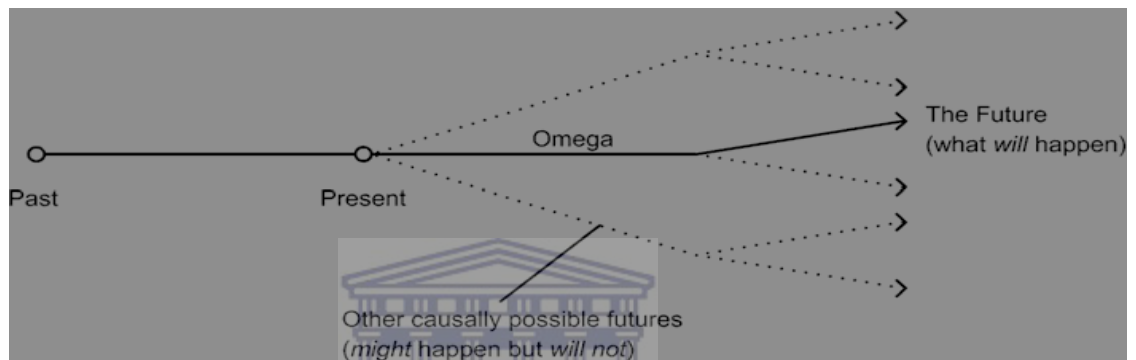 Omega
The Future
(what will happen)
Past
Present
Other causally possible futures
(might happen but will not)